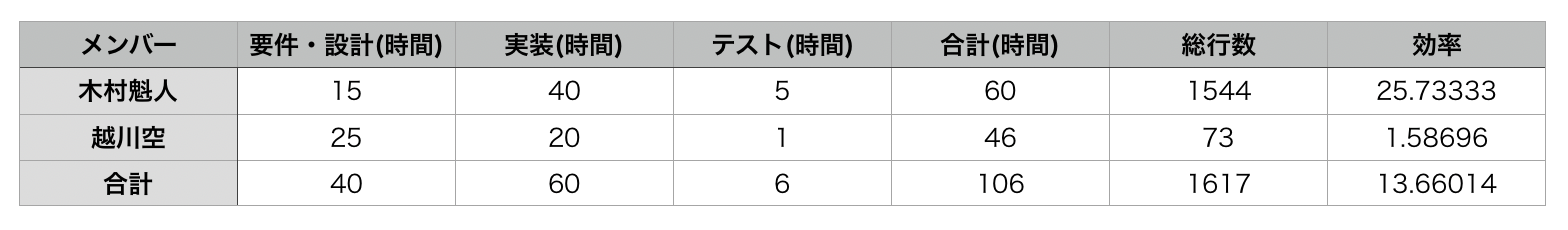 メンバー 要件・設計(時間) 実装(時間) テスト(時間) 合計(時間) 総行数 効率
木村魁人 15 40 5 60 1544 25.73333
越川空 25 20 1 46 73 1.58696
合計 40 60 6 106 1617 13.66014